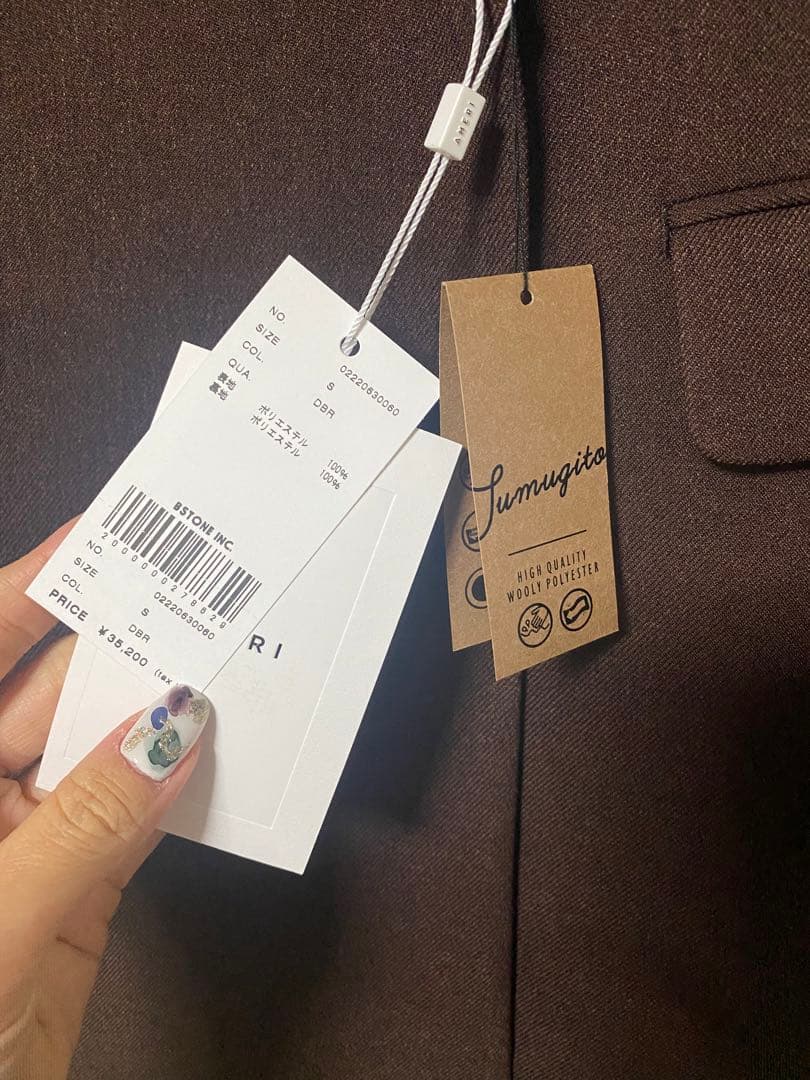 AMERI
NO. 02220630060
SIZE S
COL. DBR
QUA.
表地 ポリエステル 100%
裏地 ポリエステル 100%
BSTONE INC.
NO. 02220630060
SIZE S
COL. DBR
PRICE ¥35,200 (tax
RI
Tumugito
HIGH QUALITY
WOOLY POLYESTER